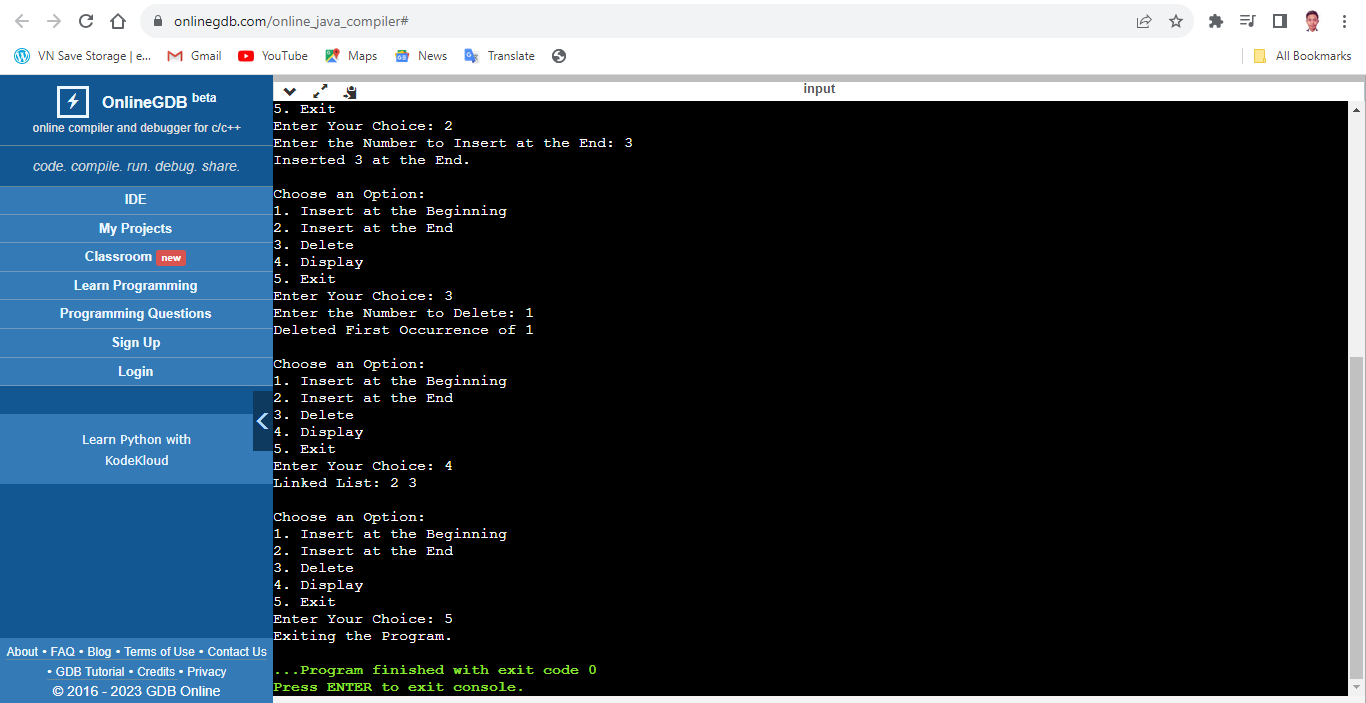 onlinegdb.com/online_java_compiler#
VN Save Storage | e... Gmail YouTube Maps News Translate All Bookmarks
OnlineGDB beta
online compiler and debugger for c/c++
code. compile. run. debug. share.
IDE
My Projects
Classroom new
Learn Programming
Programming Questions
Sign Up
Login
Learn Python with
KodeKloud
About • FAQ • Blog • Terms of Use • Contact Us
• GDB Tutorial • Credits • Privacy
© 2016 - 2023 GDB Online
input
5. Exit
Enter Your Choice: 2
Enter the Number to Insert at the End: 3
Inserted 3 at the End.
Choose an Option:
1. Insert at the Beginning
2. Insert at the End
3. Delete
4. Display
5. Exit
Enter Your Choice: 3
Enter the Number to Delete: 1
Deleted First Occurrence of 1
Choose an Option:
1. Insert at the Beginning
2. Insert at the End
3. Delete
4. Display
5. Exit
Enter Your Choice: 4
Linked List: 2 3
Choose an Option:
1. Insert at the Beginning
2. Insert at the End
3. Delete
4. Display
5. Exit
Enter Your Choice: 5
Exiting the Program.
...Program finished with exit code 0
Press ENTER to exit console.